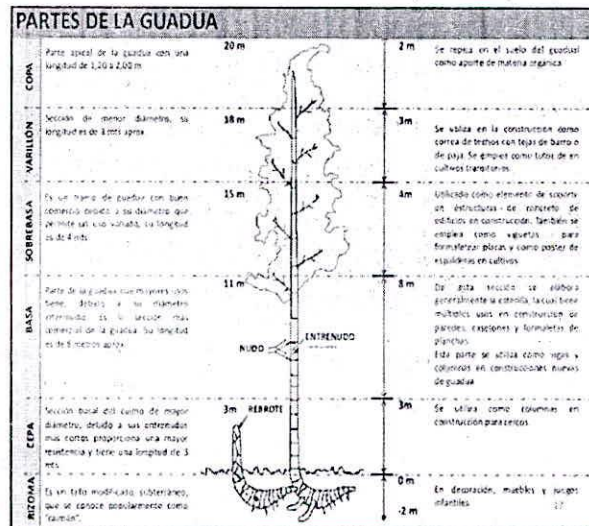 PARTES DE LA GUADUA
COPA
Parte apical de la guadua con una
longitud de 1,20 a 2,00 m
20 m
2 m
Se repica en el suelo del guadual
como aporte de materia orgánica
VARILLÓN
Sección de menor diámetro, su
longitud es de 3 mts aprox
18 m
3m
Se utiliza en la construcción como
correa de techos con tejas de barro o
de paja. Se emplea como tutor de en
cultivos transitorios
SOBREBASA
Es un tramo de guadua con buen
comercio debido a su diámetro que
permite un uso variado, su longitud
es de 4 mts
15 m
4m
Utilizado como elemento de soporte
en estructuras de concreto de
edificios en construcción. También se
emplea como viguetas para
formaletear placas y como postes de
espalderas en cultivos
BASA
Parte de la guadua que mayores usos
tiene, debido a su diámetro
intermedio. Es la sección más
comercial de la guadua. Su longitud
es de 8 metros aprox
11 m
8 m
NUDO
ENTRENUDO
De esta sección se elabora
generalmente la esterilla, la cual tiene
múltiples usos en construcción de
paredes, casetones y formaletas de
planchas
Esta parte se utiliza como vigas y
columnas en construcciones nuevas
de guadua
CEPA
Sección basal del culmo de mayor
diámetro, debido a sus entrenudos
más cortos proporciona una mayor
resistencia y tiene una longitud de 3
mts
3m
REBROTE
3m
Se utiliza como columnas en
construcción para cercos.
RIZOMA
Es un tallo modificado, subterráneo,
que se conoce popularmente como
"caimán".
0 m
-2 m
En decoración, muebles y juegos
infantiles